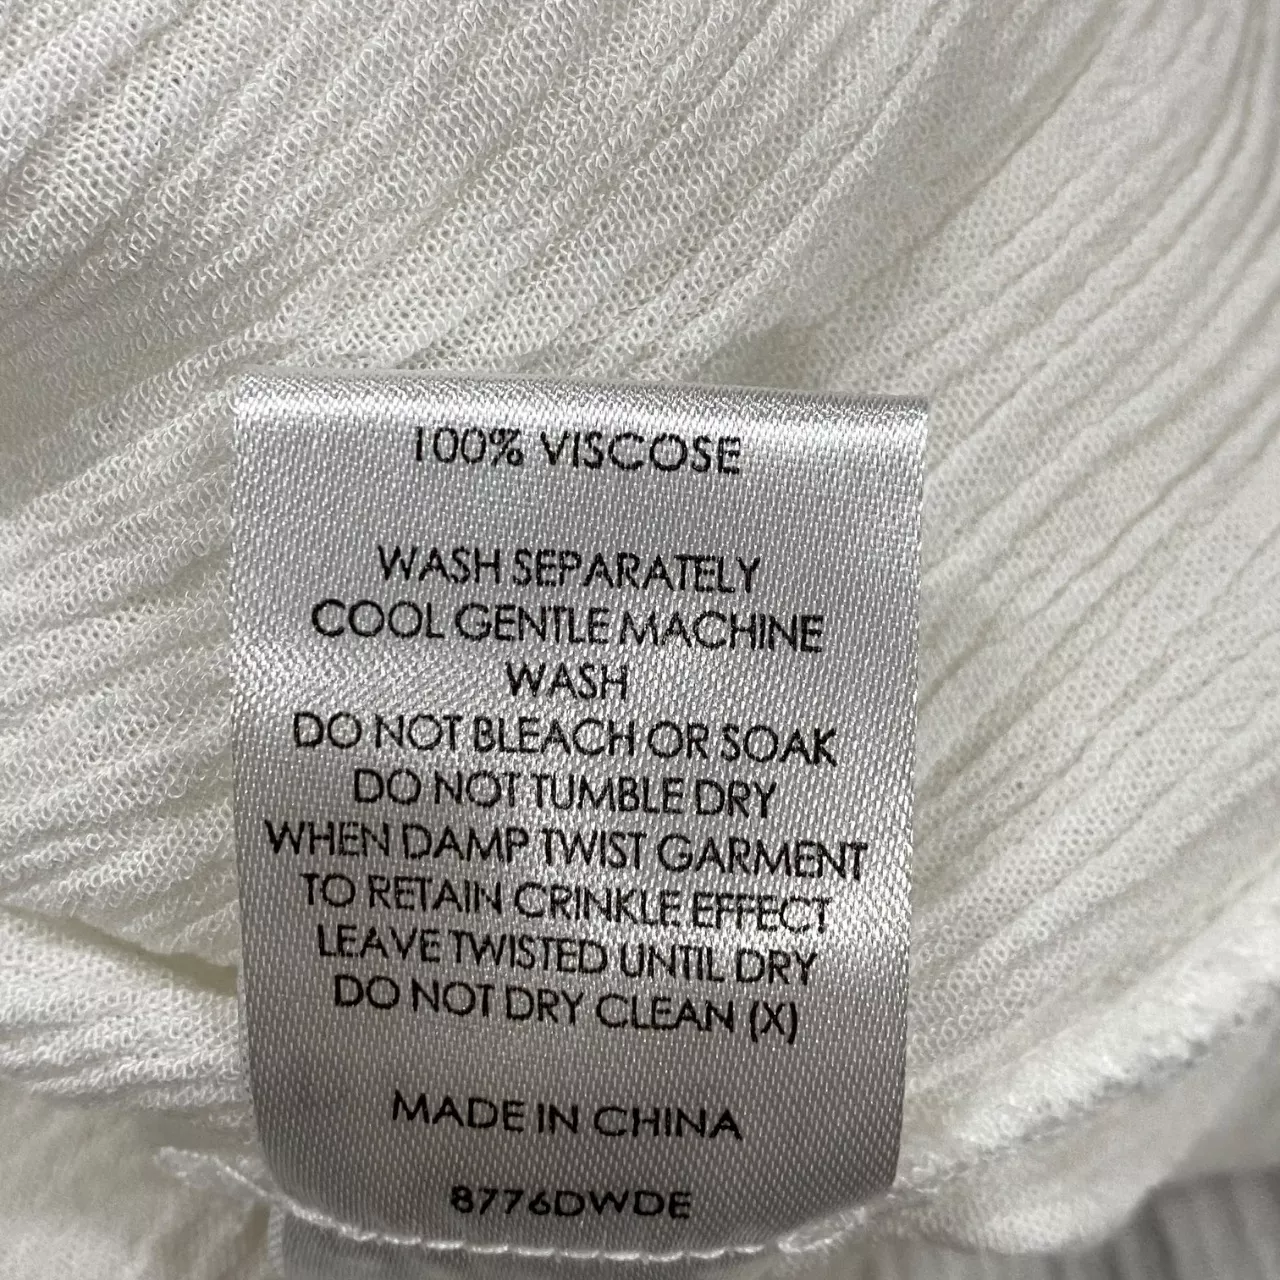 100% VISCOSE
WASH SEPARATELY
COOL GENTLE MACHINE
WASH
DO NOT BLEACH OR SOAK
DO NOT TUMBLE DRY
WHEN DAMP TWIST GARMENT
TO RETAIN CRINKLE EFFECT
LEAVE TWISTED UNTIL DRY
DO NOT DRY CLEAN (X)
MADE IN CHINA
8776DWDE